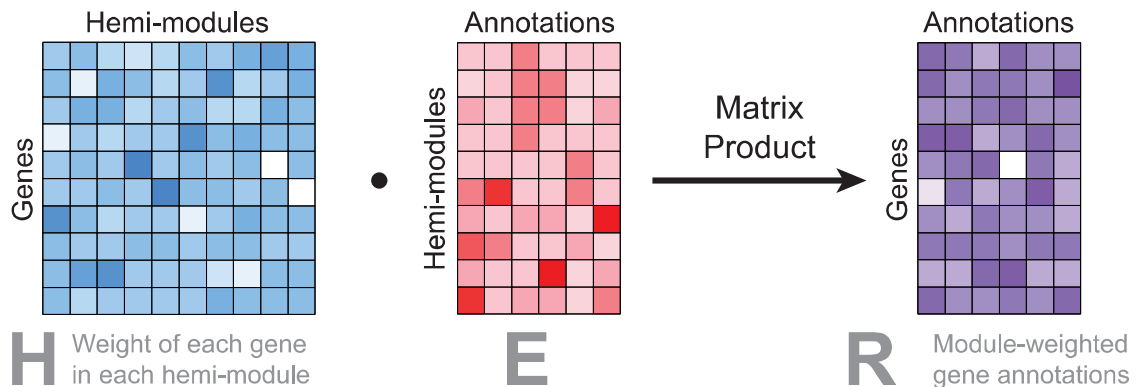 Hemi-modules
Genes
H
Weight of each gene
in each hemi-module
Annotations
Hemi-modules
E
Matrix
Product
Annotations
Genes
R
Module-weighted
gene annotations